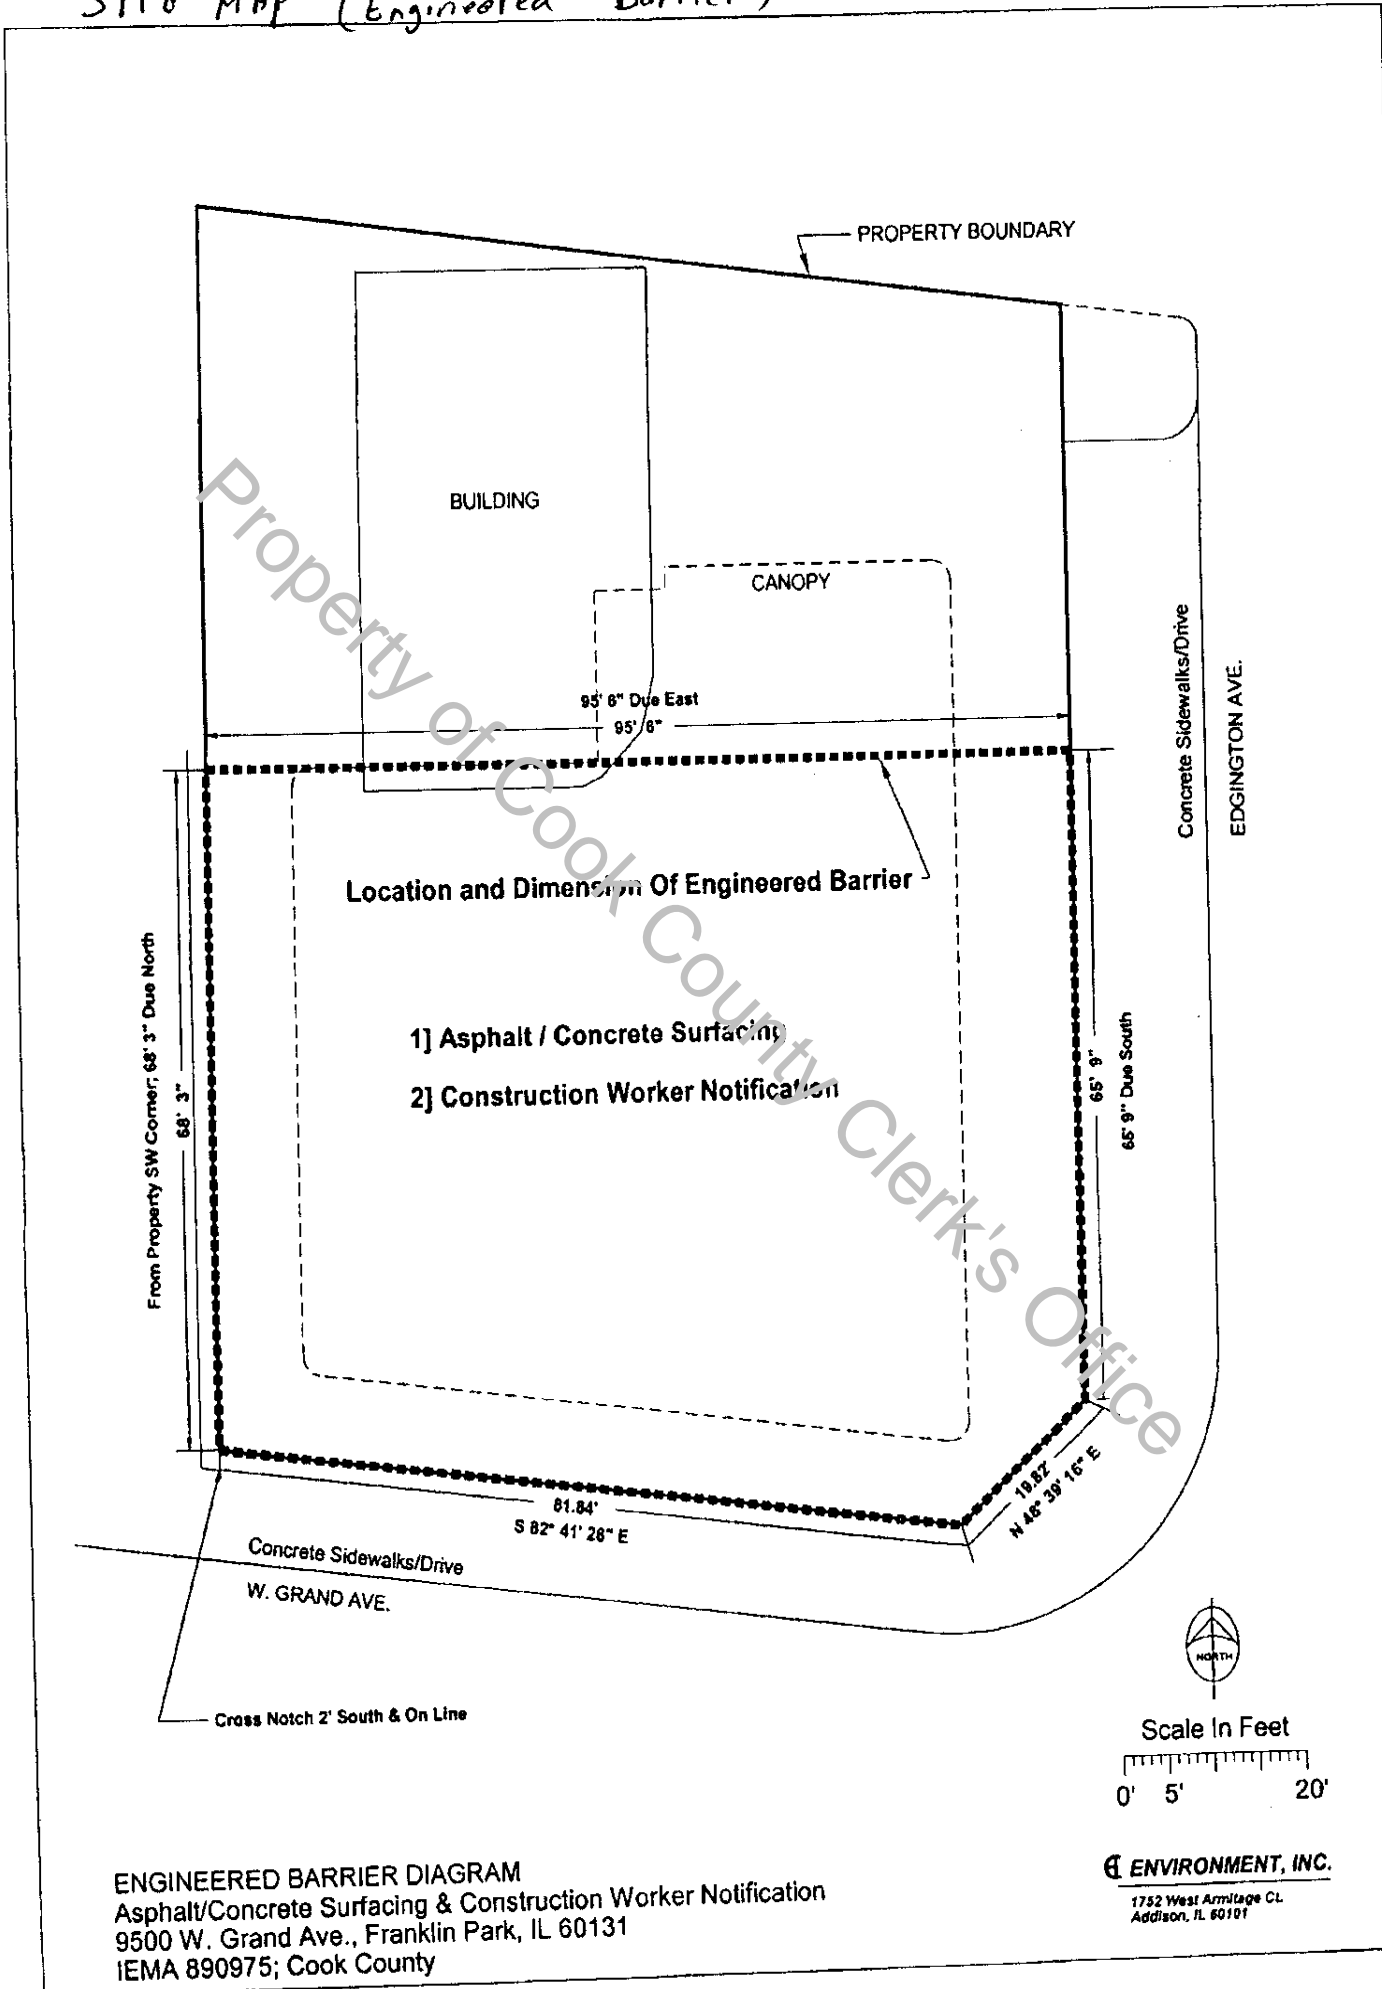 Site Map (Engineered Barrier)
PROPERTY BOUNDARY
BUILDING
CANOPY
95' 6" Due East
95' 6"
Concrete Sidewalks/Drive
EDGINGTON AVE.
Location and Dimension Of Engineered Barrier
1] Asphalt / Concrete Surfacing
2] Construction Worker Notification
From Property SW Corner; 68' 3" Due North
68' 3"
65' 9"
65' 9" Due South
19.82'
N 48° 39' 16" E
81.84'
S 82° 41' 28" E
Concrete Sidewalks/Drive
W. GRAND AVE.
Cross Notch 2' South & On Line
NORTH
Scale In Feet
0' 5' 20'
ENGINEERED BARRIER DIAGRAM
Asphalt/Concrete Surfacing & Construction Worker Notification
9500 W. Grand Ave., Franklin Park, IL 60131
IEMA 890975; Cook County
ENVIRONMENT, INC.
1752 West Armitage Ct.
Addison, IL 60101
Property of Cook County Clerk's Office